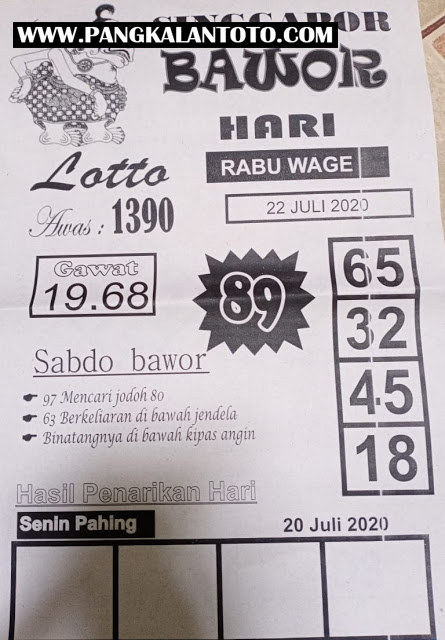 WWW.PANGKALANTOTO.COM
SINGGAPOR
BAWOR
HARI
Lotto
RABU WAGE
22 JULI 2020
Awas : 1390
Gawat
19.68
89
65
32
45
18
Sabdo bawor
97 Mencari jodoh 80
63 Berkeliaran di bawah jendela
Binatangnya di bawah kipas angin
Hasil Penarikan Hari
Senin Pahing
20 Juli 2020